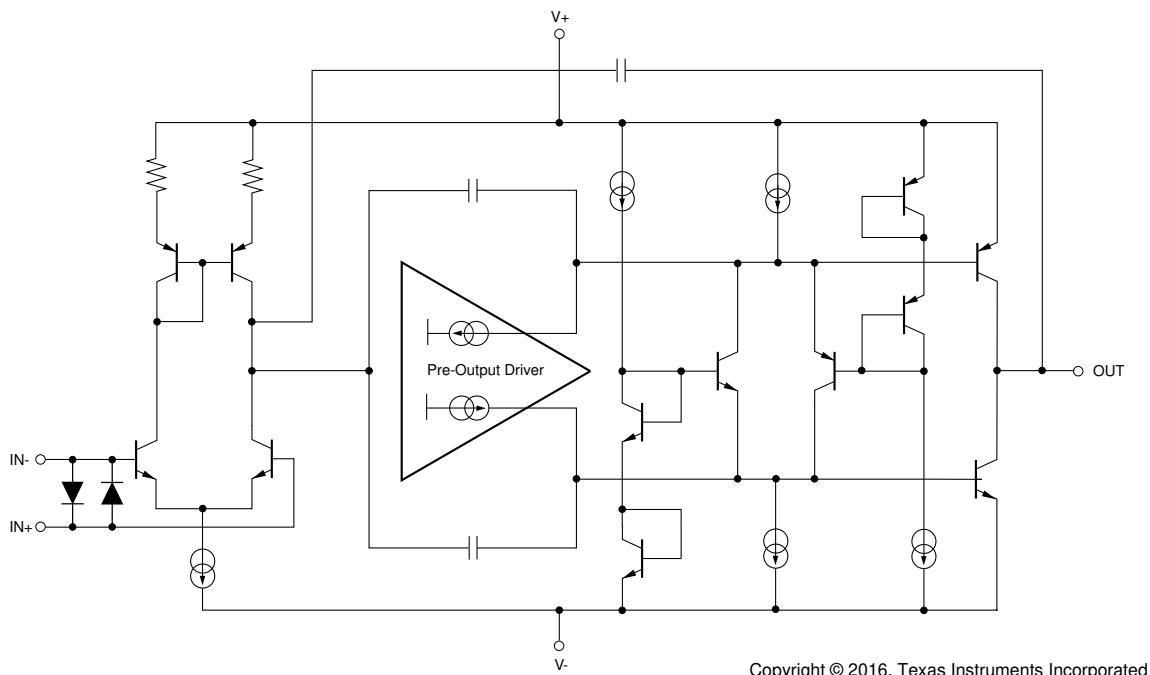 V+
Pre-Output Driver
OUT
IN-
IN+
V-
Copyright © 2016, Texas Instruments Incorporated